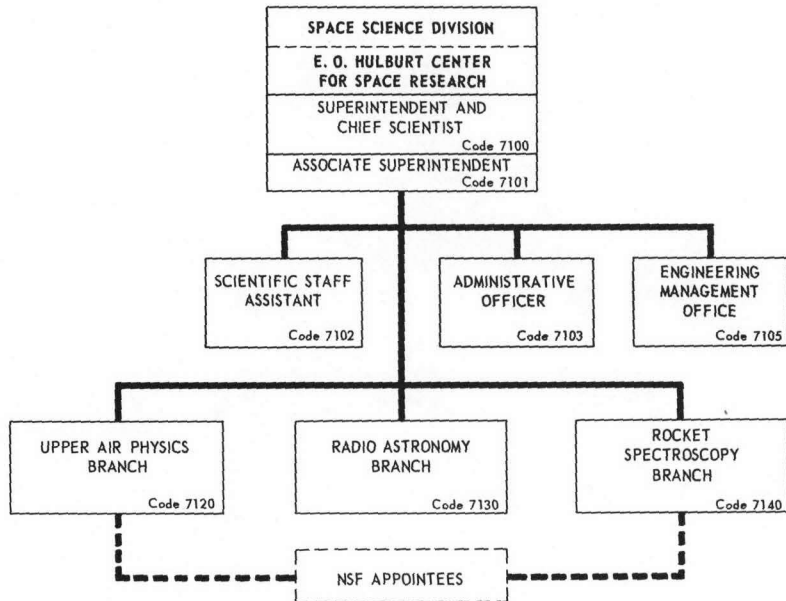 SPACE SCIENCE DIVISION
E. O. HULBURT CENTER
FOR SPACE RESEARCH
SUPERINTENDENT AND
CHIEF SCIENTIST
Code 7100
ASSOCIATE SUPERINTENDENT
Code 7101
SCIENTIFIC STAFF
ASSISTANT
Code 7102
ADMINISTRATIVE
OFFICER
Code 7103
ENGINEERING
MANAGEMENT
OFFICE
Code 7105
UPPER AIR PHYSICS
BRANCH
Code 7120
RADIO ASTRONOMY
BRANCH
Code 7130
ROCKET
SPECTROSCOPY
BRANCH
Code 7140
NSF APPOINTEES